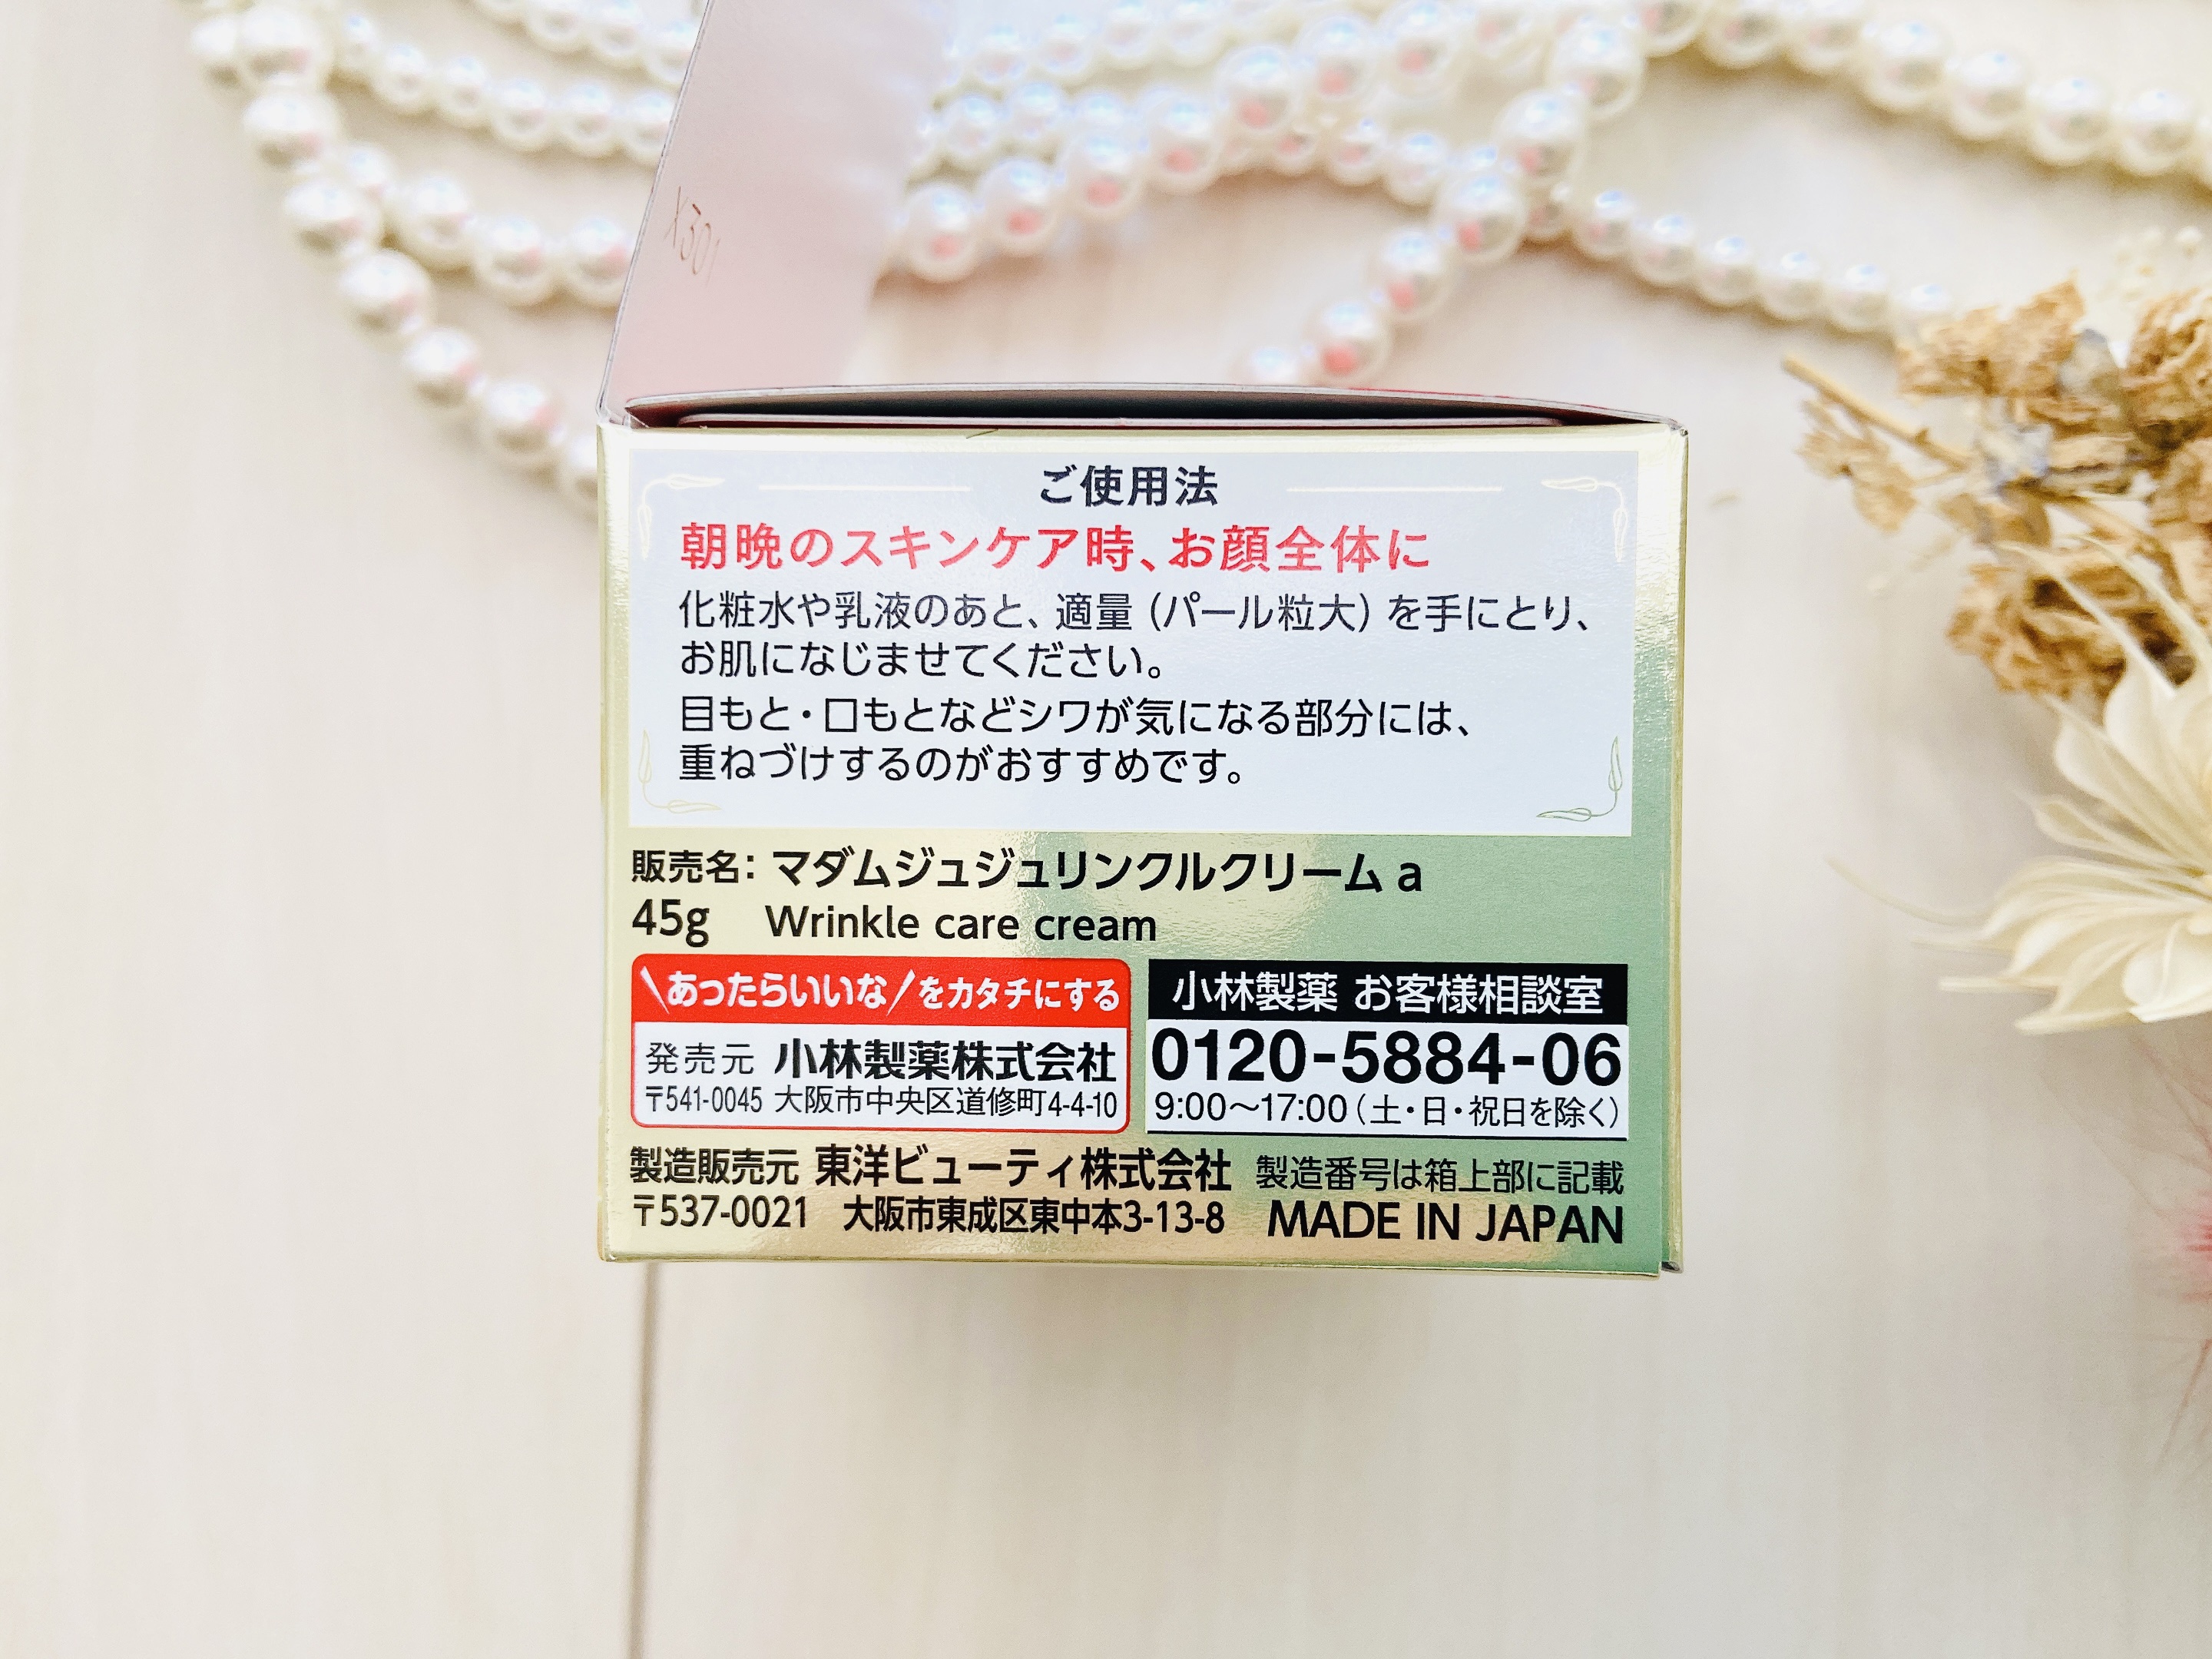 X301
ご使用法
朝晩のスキンケア時、お顔全体に
化粧水や乳液のあと、適量（パール粒大）を手にとり、
お肌になじませてください。
目もと・口もとなどシワが気になる部分には、
重ねづけするのがおすすめです。
販売名：マダムジュジュリンクルクリーム a
45g Wrinkle care cream
\あったらいいな/をカタチにする
発売元 小林製薬株式会社
〒541-0045 大阪市中央区道修町4-4-10
小林製薬 お客様相談室
0120-5884-06
9:00〜17:00（土・日・祝日を除く）
製造販売元 東洋ビューティ株式会社
〒537-0021 大阪市東成区東中本3-13-8
製造番号は箱上部に記載
MADE IN JAPAN